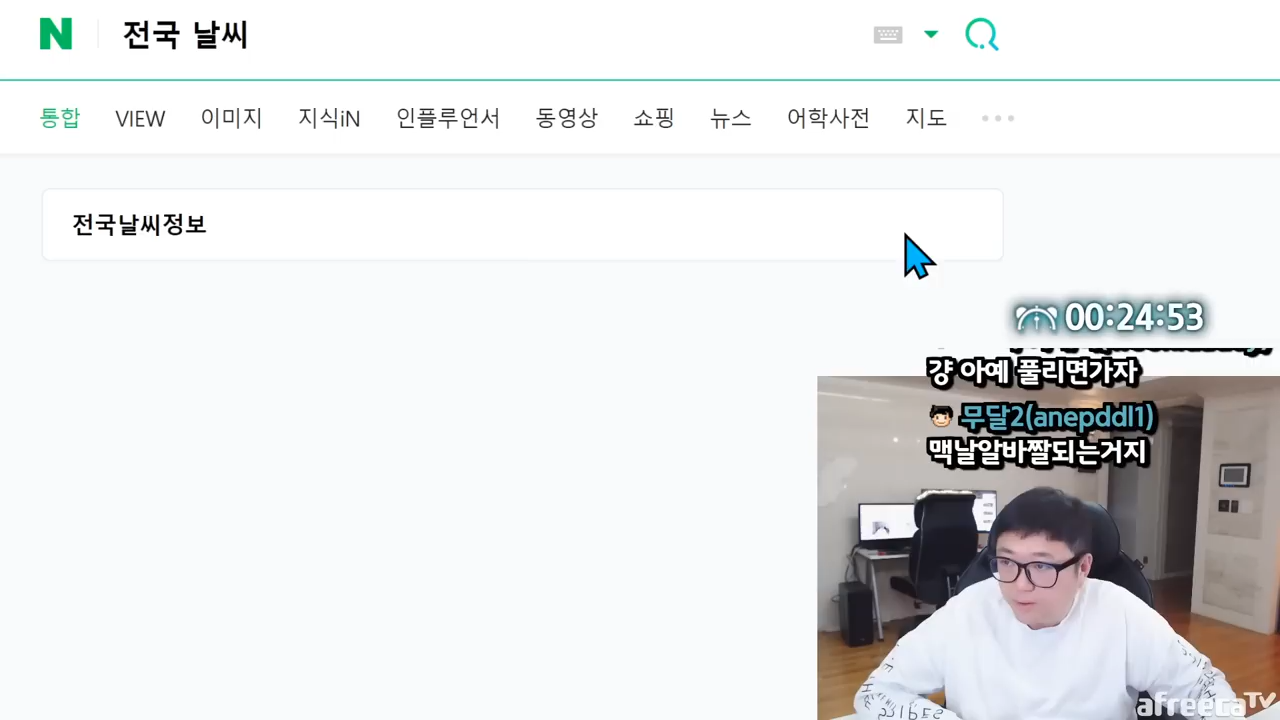 N 전국 날씨
통합 VIEW 이미지 지식iN 인플루언서 동영상 쇼핑 뉴스 어학사전 지도
전국날씨정보
00:24:53
걍 아예 풀리면가자
무달2(anepddl1)
맥날알바짤되는거지
afreecaTV